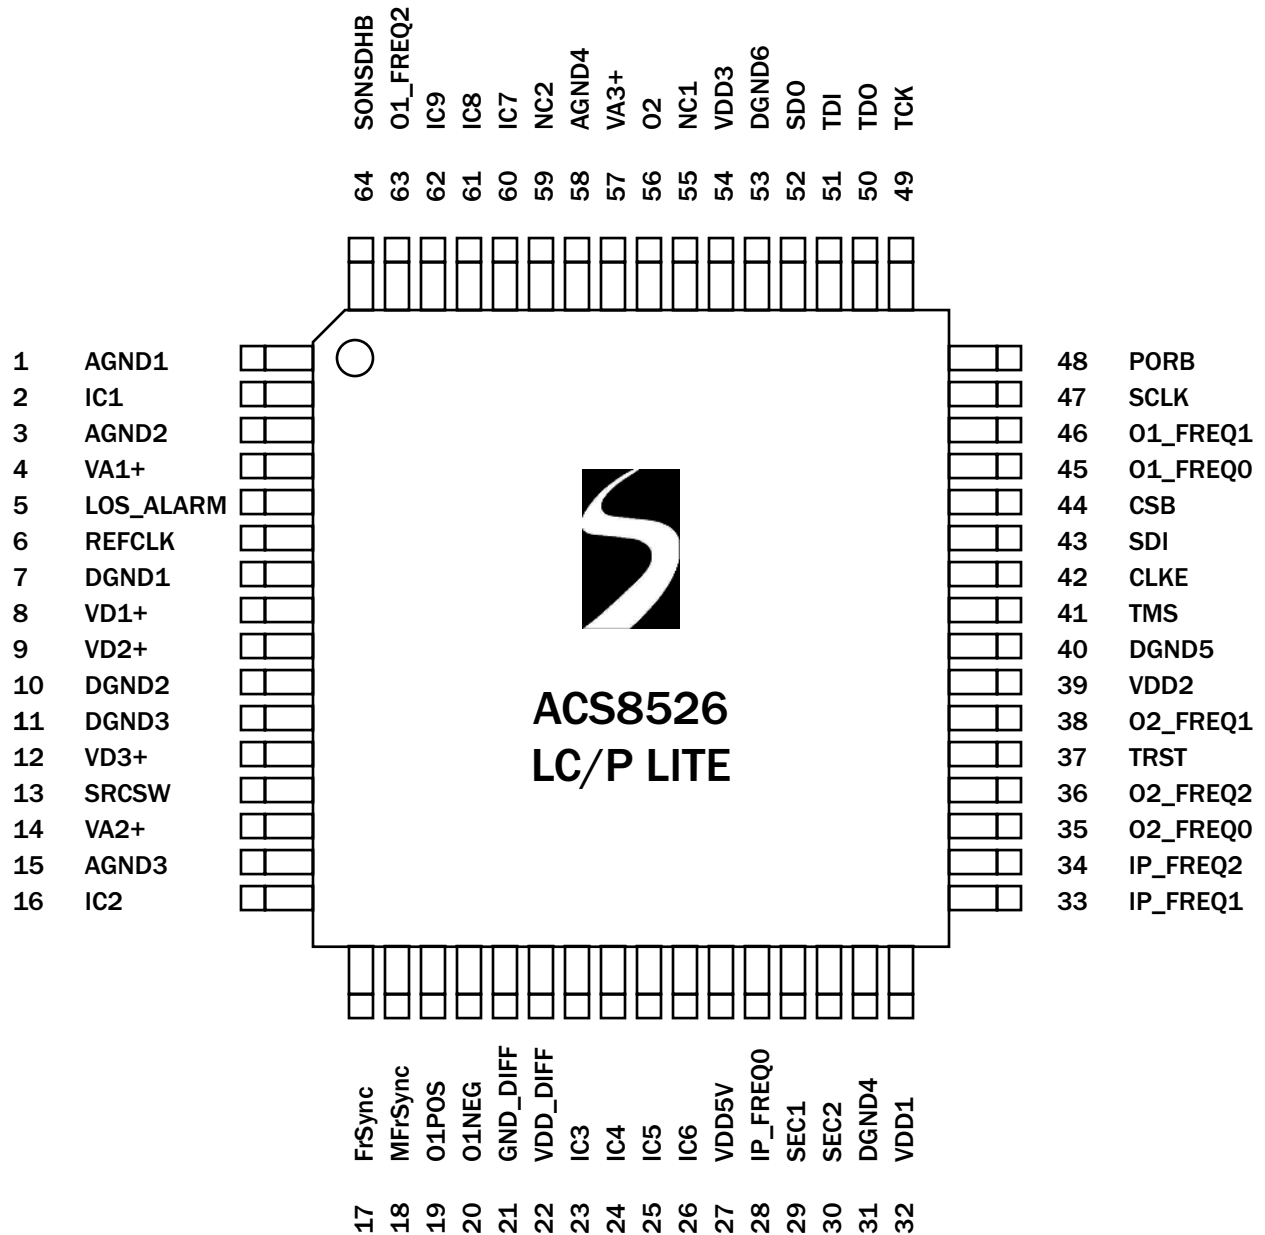 SONSDHB
O1_FREQ2
IC9
IC8
IC7
NC2
AGND4
VA3+
O2
NC1
VDD3
DGND6
SDO
TDI
TDO
TCK
64
63
62
61
60
59
58
57
56
55
54
53
52
51
50
49
1 AGND1
2 IC1
3 AGND2
4 VA1+
5 LOS_ALARM
6 REFCLK
7 DGND1
8 VD1+
9 VD2+
10 DGND2
11 DGND3
12 VD3+
13 SRCSW
14 VA2+
15 AGND3
16 IC2
ACS8526
LC/P LITE
48 PORB
47 SCLK
46 O1_FREQ1
45 O1_FREQ0
44 CSB
43 SDI
42 CLKE
41 TMS
40 DGND5
39 VDD2
38 O2_FREQ1
37 TRST
36 O2_FREQ2
35 O2_FREQ0
34 IP_FREQ2
33 IP_FREQ1
FrSync
MFrSync
O1POS
O1NEG
GND_DIFF
VDD_DIFF
IC3
IC4
IC5
IC6
VDD5V
IP_FREQ0
SEC1
SEC2
DGND4
VDD1
17
18
19
20
21
22
23
24
25
26
27
28
29
30
31
32